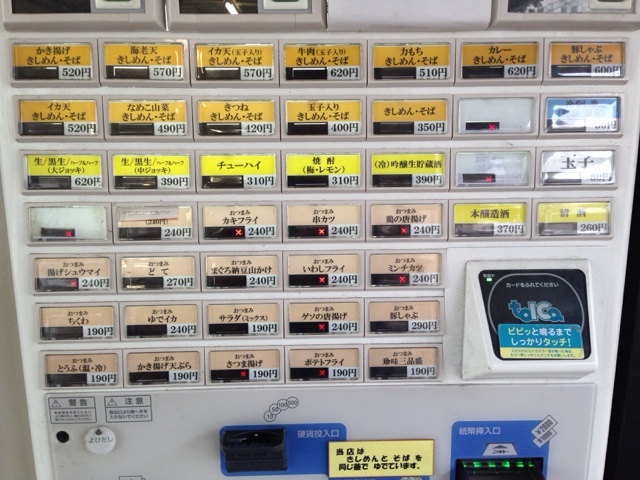 かき揚げ
きしめん・そば
520円
海老天
きしめん・そば
570円
イカ天(玉子入り)
きしめん・そば
570円
牛肉(玉子入り)
きしめん・そば
620円
力もち
きしめん・そば
510円
カレー
きしめん・そば
620円
豚しゃぶ
きしめん・そば
600円
イカ天
きしめん・そば
520円
なめこ山菜
きしめん・そば
490円
きつね
きしめん・そば
420円
玉子入り
きしめん・そば
400円
きしめん・そば
350円
生/黒生/ハーフ&ハーフ
(大ジョッキ)
620円
生/黒生/ハーフ&ハーフ
(中ジョッキ)
390円
チューハイ
310円
焼酎
(梅・レモン)
310円
(冷)吟醸生貯蔵酒
390円
玉子
(240円)
240円
おつまみ
カキフライ
240円
おつまみ
串カツ
240円
おつまみ
鶏の唐揚げ
240円
本醸造酒
370円
清酒
260円
おつまみ
揚げシュウマイ
240円
おつまみ
どて
270円
おつまみ
まぐろ納豆山かけ
240円
おつまみ
いわしフライ
240円
おつまみ
ミンチカツ
240円
おつまみ
ちくわ
190円
おつまみ
ゆでイカ
240円
おつまみ
サラダ(ミックス)
190円
おつまみ
ゲソの唐揚げ
240円
おつまみ
豚しゃぶ
290円
おつまみ
とうふ(温・冷)
190円
おつまみ
かき揚げ天ぷら
190円
おつまみ
さつま揚げ
190円
おつまみ
ポテトフライ
190円
おつまみ
珍味三品盛
190円
カードをふれてください
toICa
ピピッと鳴るまで
しっかりタッチ!
警告
注意
よびだし
10 50 100 500
硬貨投入口
紙幣挿入口
当店は
きしめんとそばを
同じ釜でゆでています。